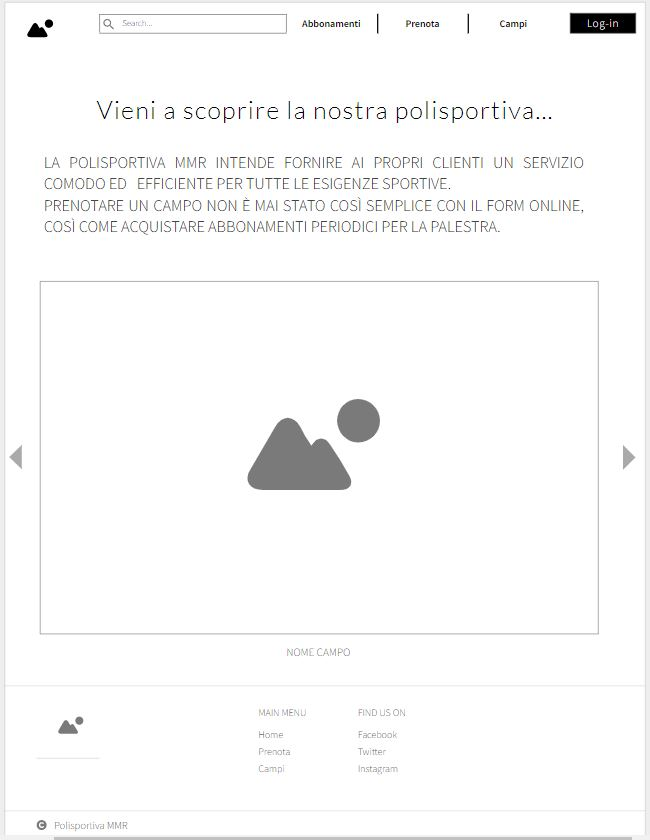 Search...
Abbonamenti
Prenota
Campi
Log-in
Vieni a scoprire la nostra polisportiva...
LA POLISPORTIVA MMR INTENDE FORNIRE AI PROPRI CLIENTI UN SERVIZIO
COMODO ED EFFICIENTE PER TUTTE LE ESIGENZE SPORTIVE.
PRENOTARE UN CAMPO NON È MAI STATO COSÌ SEMPLICE CON IL FORM ONLINE,
COSÌ COME ACQUISTARE ABBONAMENTI PERIODICI PER LA PALESTRA.
NOME CAMPO
MAIN MENU
Home
Prenota
Campi
FIND US ON
Facebook
Twitter
Instagram
© Polisportiva MMR